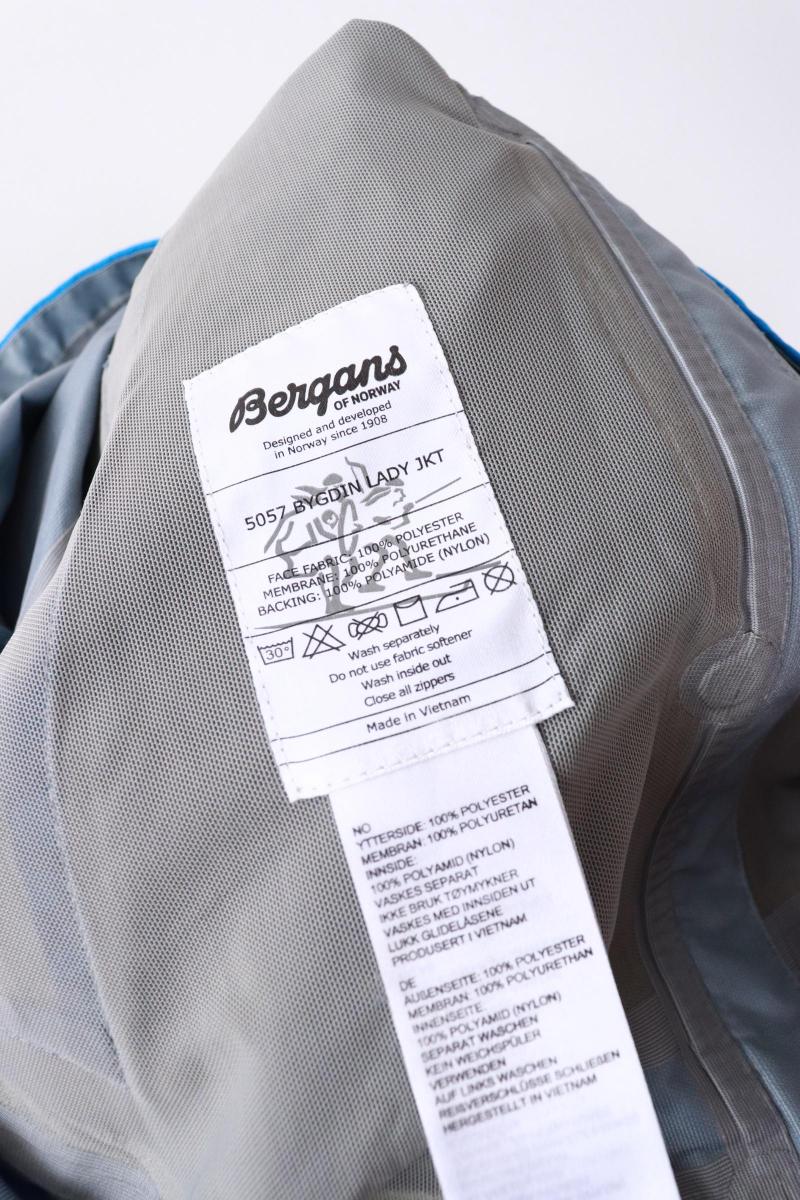 Bergans
OF NORWAY
Designed and developed
in Norway since 1908
5057 BYGDIN LADY JKT
FACE FABRIC: 100% POLYESTER
MEMBRANE: 100% POLYURETHANE
BACKING: 100% POLYAMIDE (NYLON)
30°
Wash separately
Do not use fabric softener
Wash inside out
Close all zippers
Made in Vietnam
NO
YTTERSIDE: 100% POLYESTER
MEMBRAN: 100% POLYURETAN
INNSIDE:
100% POLYAMID (NYLON)
VASKES SEPARAT
IKKE BRUK TØYMYKNER
VASKES MED INNSIDEN UT
LUKK GLIDELÅSENE
PRODUSERT I VIETNAM
DE
AUßENSEITE: 100% POLYESTER
MEMBRAN: 100% POLYURETHAN
INNENSEITE:
100% POLYAMID (NYLON)
SEPARAT WASCHEN
KEIN WEICHSPÜLER
VERWENDEN
AUF LINKS WASCHEN
REISVERSCHLÜSSE SCHLIEßEN
HERGESTELLT IN VIETNAM